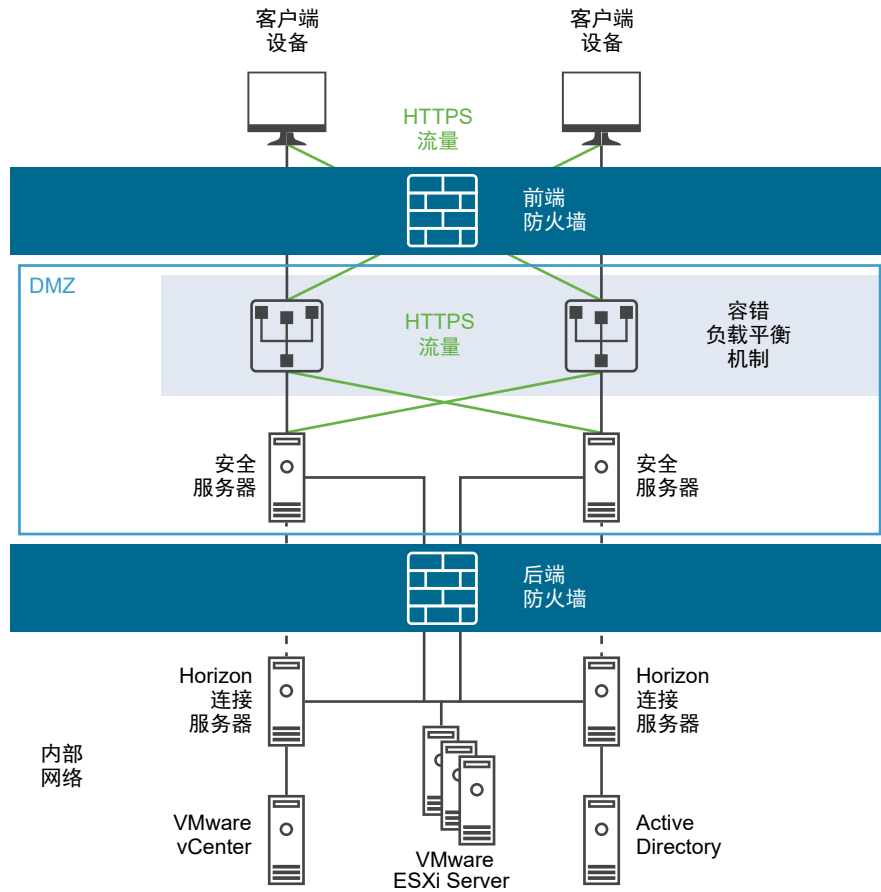 客户端
设备
客户端
设备
HTTPS
流量
前端
防火墙
DMZ
HTTPS
流量
容错
负载平衡
机制
安全
服务器
安全
服务器
后端
防火墙
Horizon
连接
服务器
Horizon
连接
服务器
内部
网络
VMware
vCenter
VMware
ESXi Server
Active
Directory